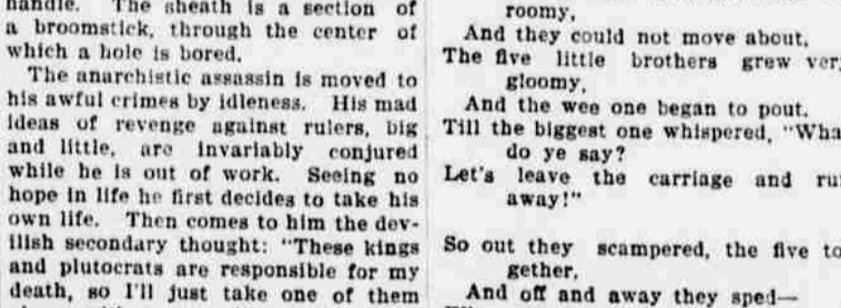 handle. The sheath is a section of
a broomstick, through the center of
which a hole is bored.
The anarchistic assassin is moved to
his awful crimes by idleness. His mad
ideas of revenge against rulers, big
and little, are invariably conjured
while he is out of work. Seeing no
hope in life he first decides to take his
own life. Then comes to him the dev-
ilish secondary thought: "These kings
and plutocrats are responsible for my
death, so I'll just take one of them
roomy,
And they could not move about,
The five little brothers grew very
gloomy,
And the wee one began to pout.
Till the biggest one whispered, "Wha
do ye say?
Let's leave the carriage and ru
away!"
So out they scampered, the five to
gether,
And off and away they sped—